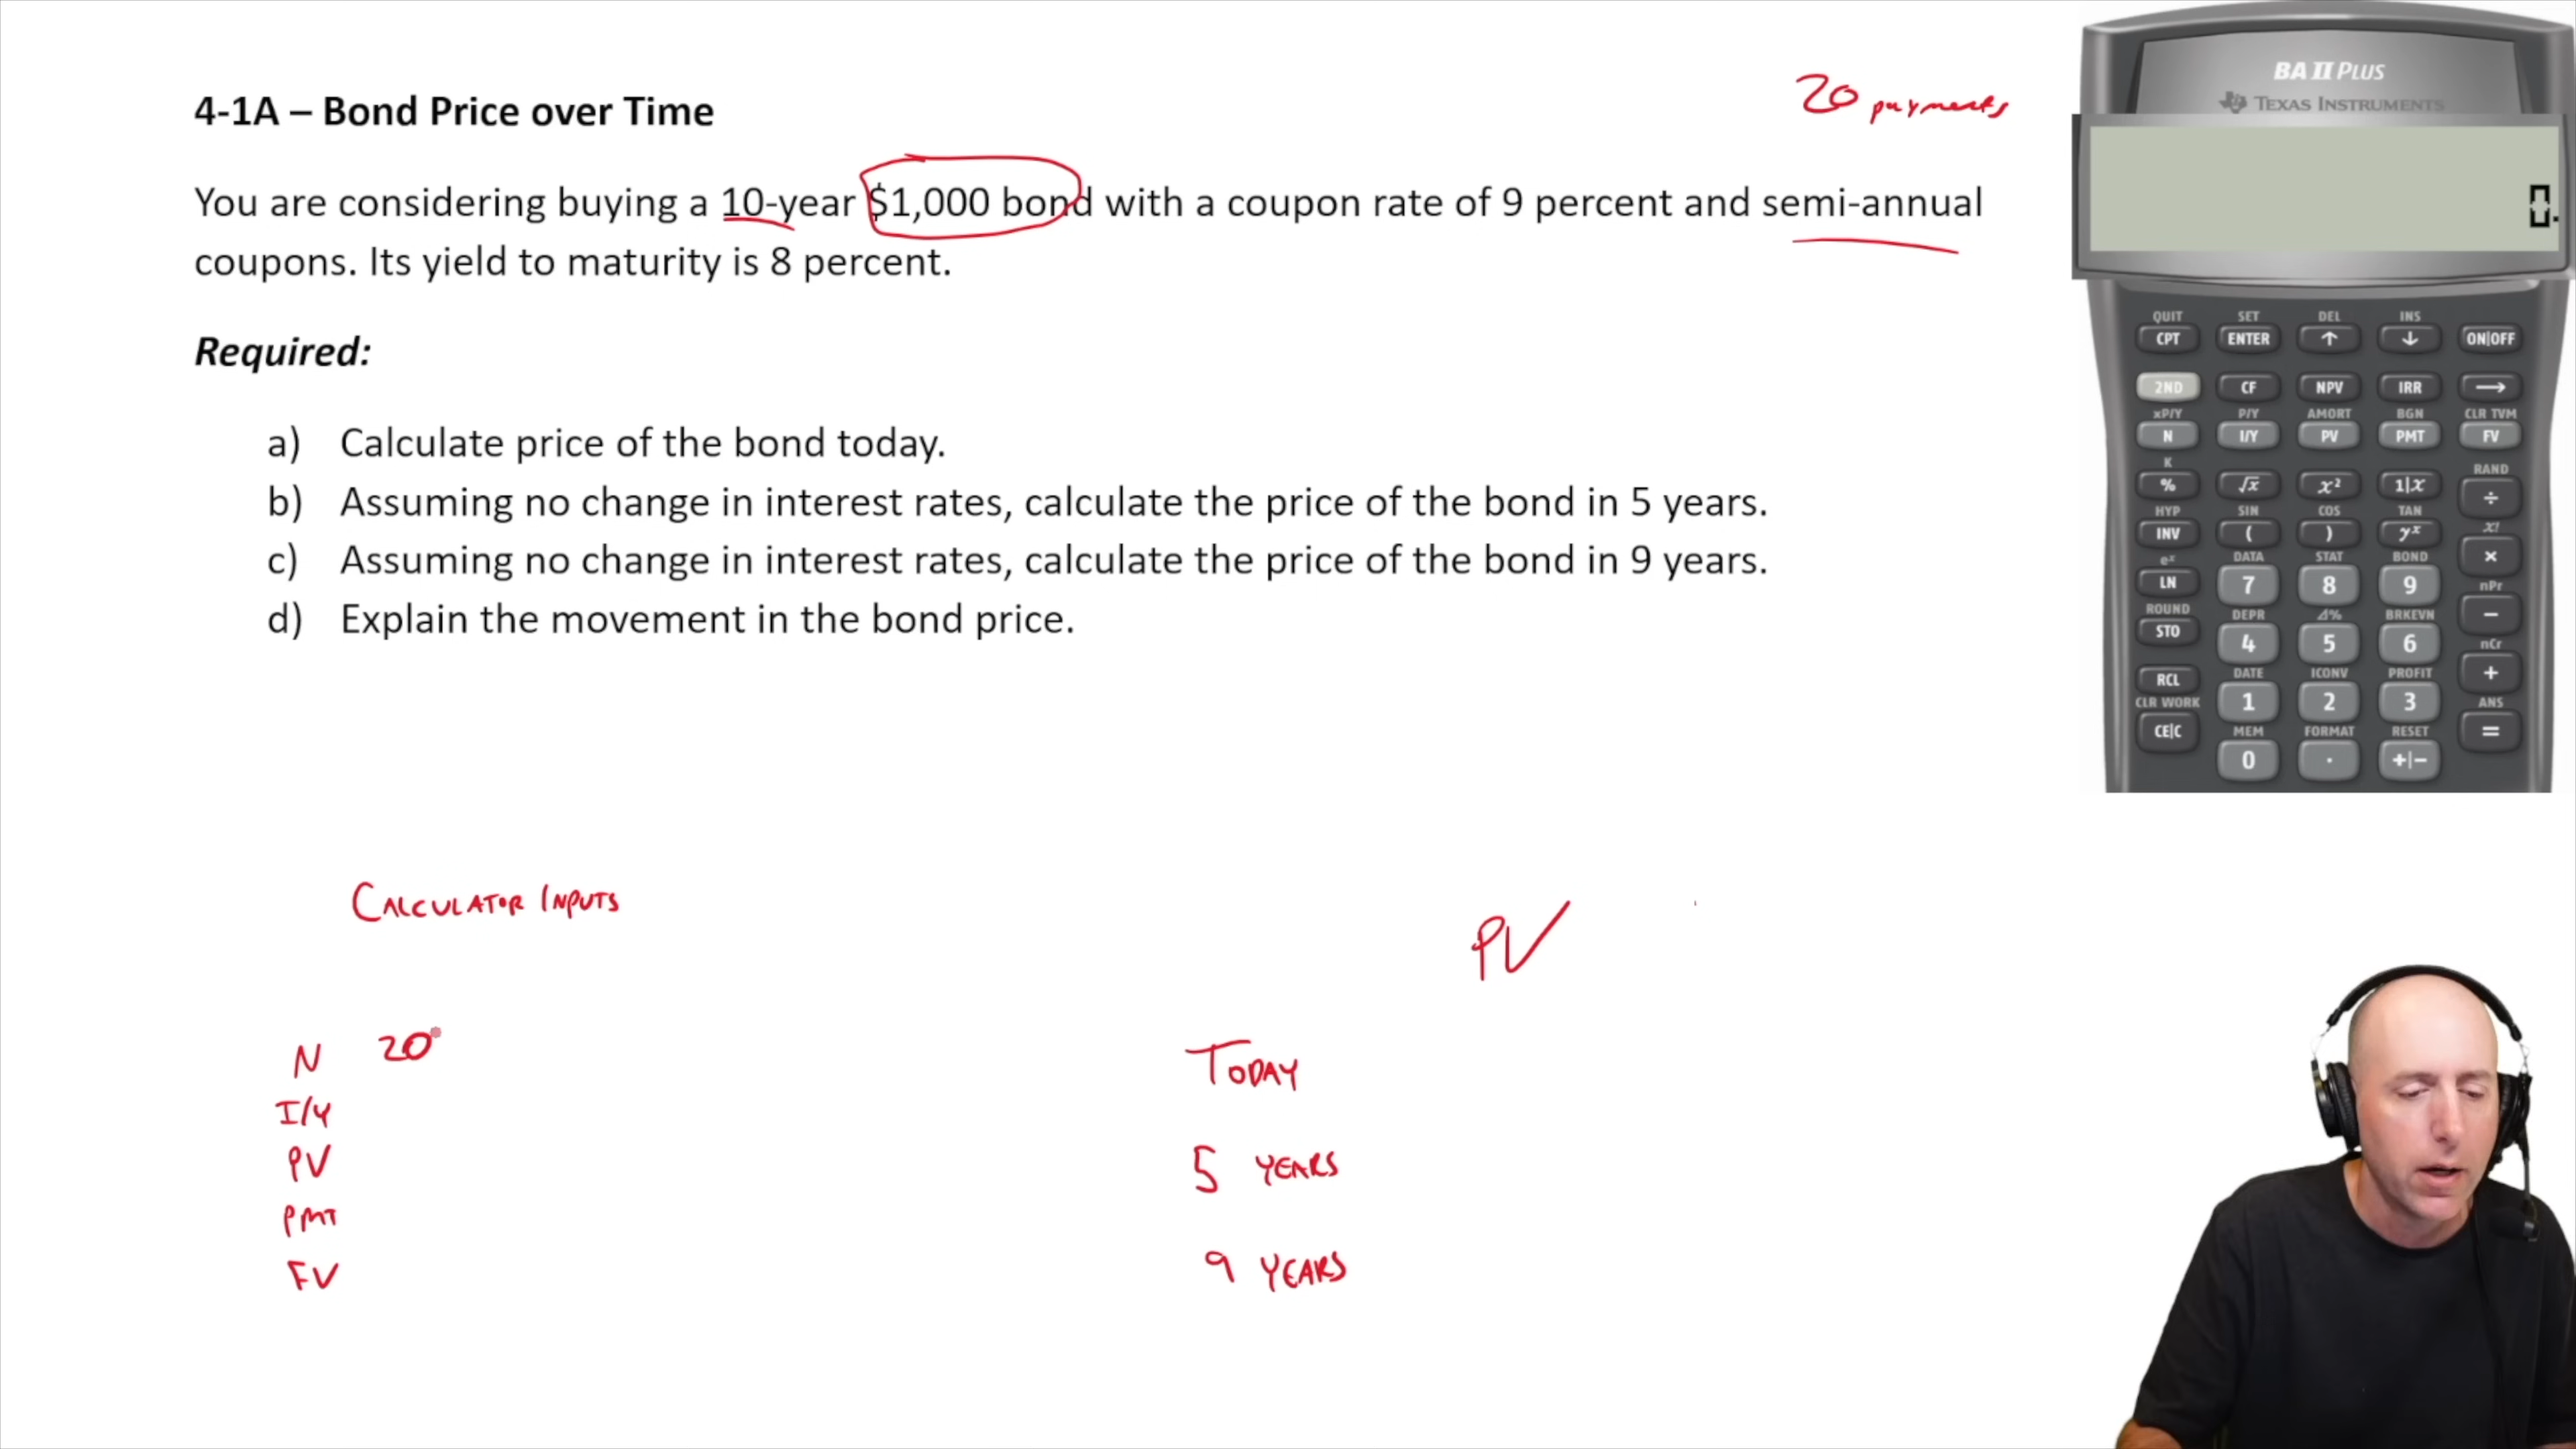 4-1A – Bond Price over Time
20 payments
You are considering buying a 10-year $1,000 bond with a coupon rate of 9 percent and semi-annual
coupons. Its yield to maturity is 8 percent.
Required:
a) Calculate price of the bond today.
b) Assuming no change in interest rates, calculate the price of the bond in 5 years.
c) Assuming no change in interest rates, calculate the price of the bond in 9 years.
d) Explain the movement in the bond price.
CALCULATOR INPUTS
PV
N 20
I/Y
PV
PMT
FV
TODAY
5 YEARS
9 YEARS
BA II PLUS
TEXAS INSTRUMENTS
0.
QUIT SET DEL INS
CPT ENTER ↑ ↓ ON|OFF
2ND CF NPV IRR →
xP/Y P/Y AMORT BGN CLR TVM
N I/Y PV PMT FV
K RAND
% √x x² 1|x ÷
HYP SIN COS TAN x!
INV ( ) yˣ ×
eˣ DATA STAT BOND nPr
LN 7 8 9 −
ROUND DEPR Δ% BRKEVN nCr
STO 4 5 6 +
DATE ICONV PROFIT ANS
RCL 1 2 3 =
CLR WORK MEM FORMAT RESET
CE|C 0 . +|−